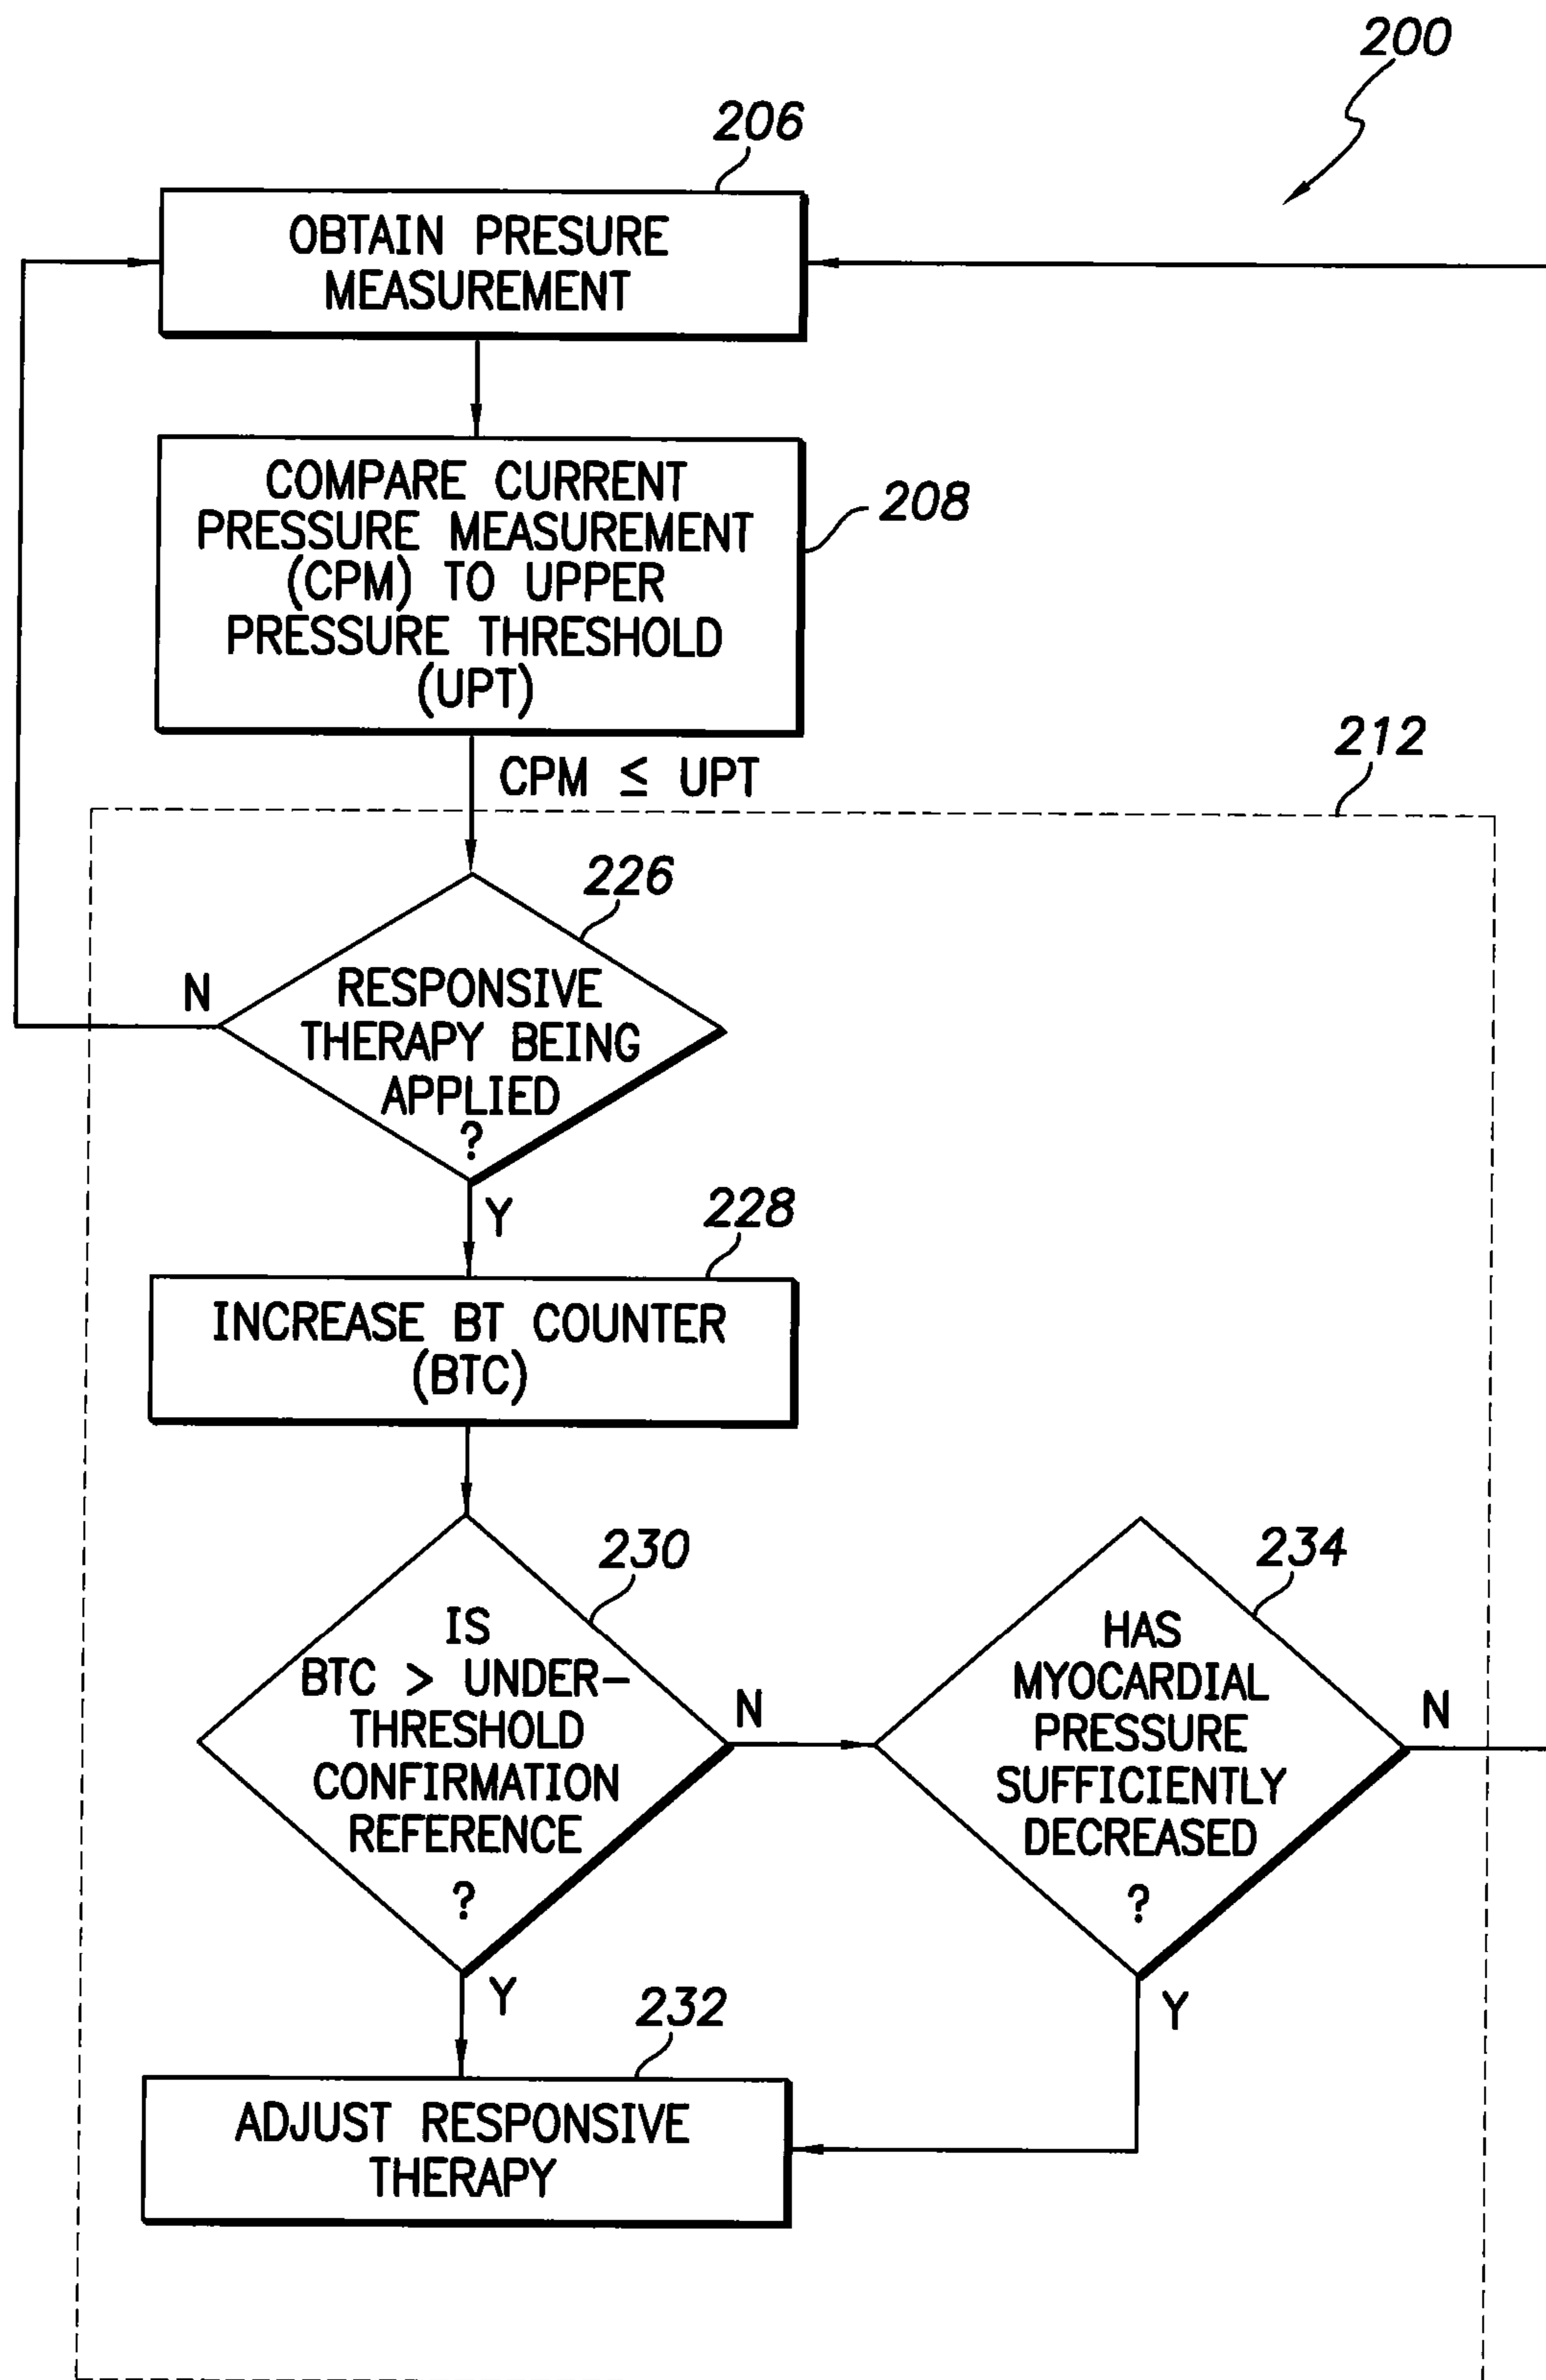 200
206
OBTAIN PRESURE
MEASUREMENT
COMPARE CURRENT
PRESSURE MEASUREMENT
(CPM) TO UPPER
PRESSURE THRESHOLD
(UPT)
208
CPM ≤ UPT
212
226
N
RESPONSIVE
THERAPY BEING
APPLIED
?
Y
228
INCREASE BT COUNTER
(BTC)
230
IS
BTC > UNDER-
THRESHOLD
CONFIRMATION
REFERENCE
?
N
Y
234
HAS
MYOCARDIAL
PRESSURE
SUFFICIENTLY
DECREASED
?
N
Y
232
ADJUST RESPONSIVE
THERAPY